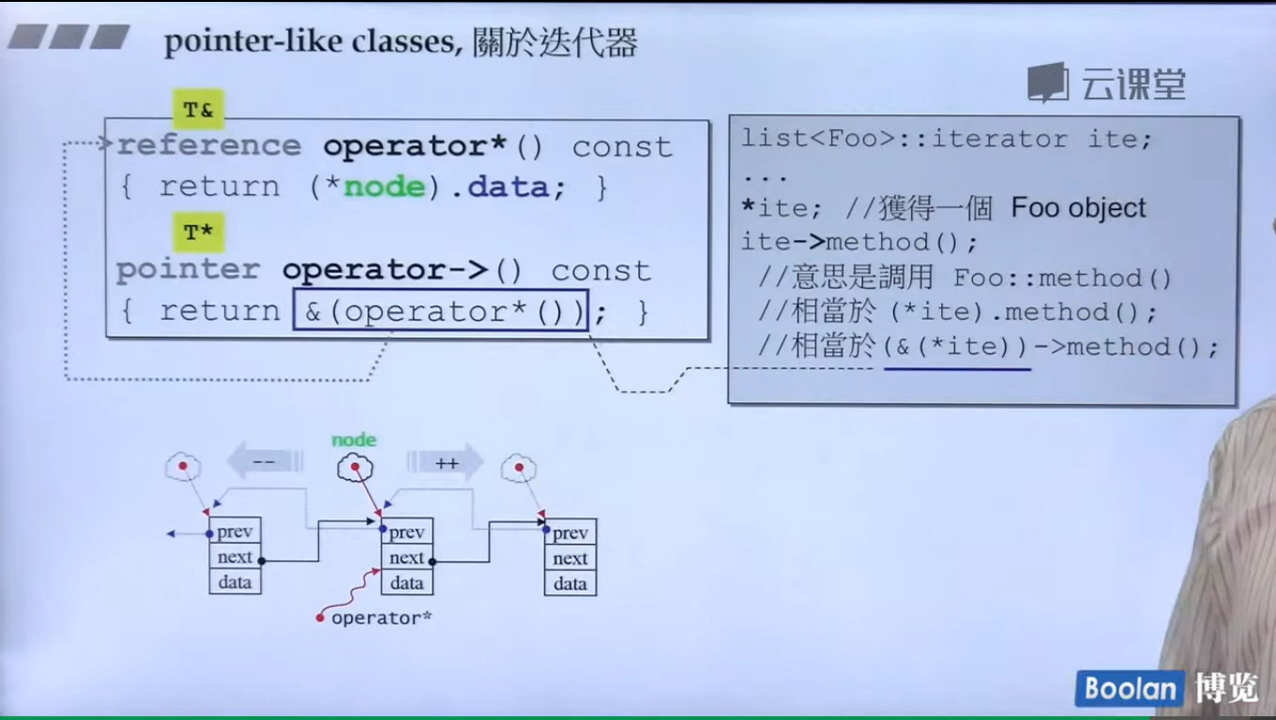 pointer-like classes, 關於迭代器
云课堂
T&
reference operator*() const
{ return (*node).data; }
T*
pointer operator->() const
{ return &(operator*()); }
list<Foo>::iterator ite;
...
*ite; //獲得一個 Foo object
ite->method();
//意思是調用 Foo::method()
//相當於 (*ite).method();
//相當於(&(*ite))->method();
node
--
++
prev
next
data
prev
next
data
prev
next
data
operator*
Boolan 博览